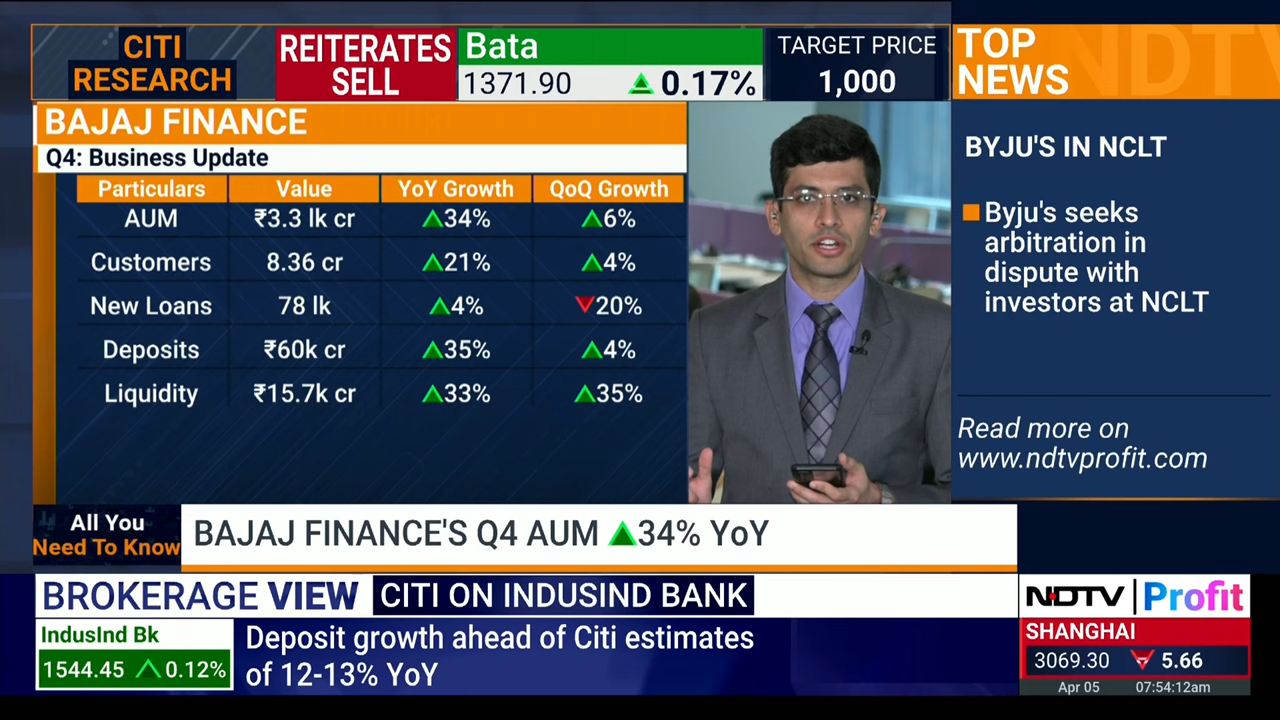 CITI
RESEARCH
REITERATES
SELL
Bata
1371.90 ▲ 0.17%
TARGET PRICE
1,000
TOP
NEWS
BAJAJ FINANCE
Q4: Business Update
Particulars Value YoY Growth QoQ Growth
AUM ₹3.3 lk cr ▲34% ▲6%
Customers 8.36 cr ▲21% ▲4%
New Loans 78 lk ▲4% ▼20%
Deposits ₹60k cr ▲35% ▲4%
Liquidity ₹15.7k cr ▲33% ▲35%
BYJU'S IN NCLT
Byju's seeks
arbitration in
dispute with
investors at NCLT
Read more on
www.ndtvprofit.com
All You
Need To Know
BAJAJ FINANCE'S Q4 AUM ▲34% YoY
BROKERAGE VIEW CITI ON INDUSIND BANK
IndusInd Bk
1544.45 ▲ 0.12%
Deposit growth ahead of Citi estimates
of 12-13% YoY
NDTV Profit
SHANGHAI
3069.30 ▼ 5.66
Apr 05 07:54:12am